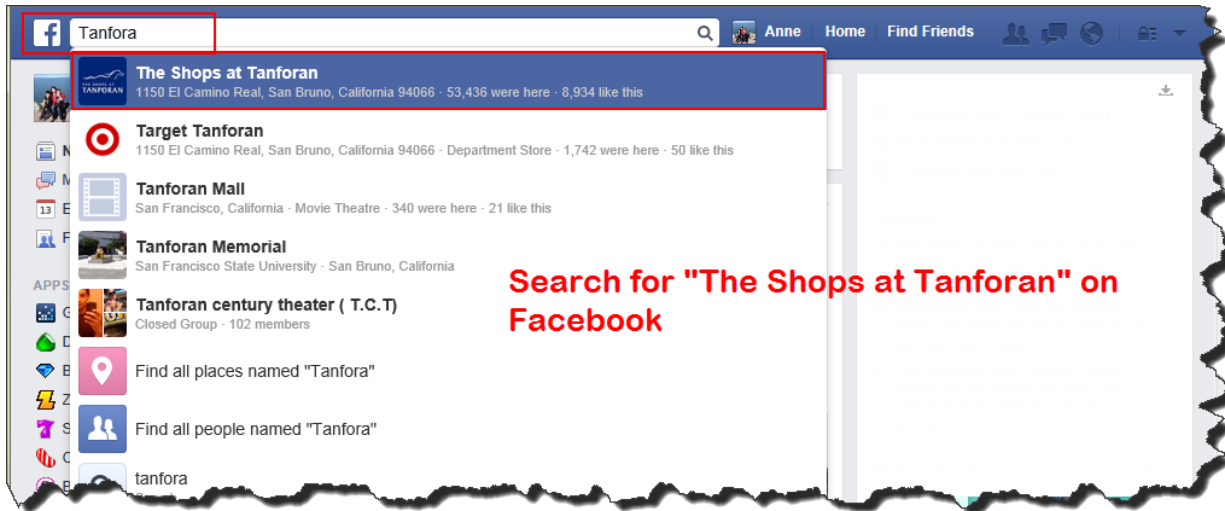 Tanfora
Anne Home Find Friends
The Shops at Tanforan
1150 El Camino Real, San Bruno, California 94066 · 53,436 were here · 8,934 like this
THE SHOPS AT
TANFORAN
Target Tanforan
1150 El Camino Real, San Bruno, California 94066 · Department Store · 1,742 were here · 50 like this
N
Tanforan Mall
San Francisco, California · Movie Theatre · 340 were here · 21 like this
M
13 E
F
Tanforan Memorial
San Francisco State University · San Bruno, California
Search for "The Shops at Tanforan" on
Facebook
APPS
Tanforan century theater ( T.C.T)
Closed Group · 102 members
G
D
Find all places named "Tanfora"
B
Z
Find all people named "Tanfora"
S
C
tanfora
B